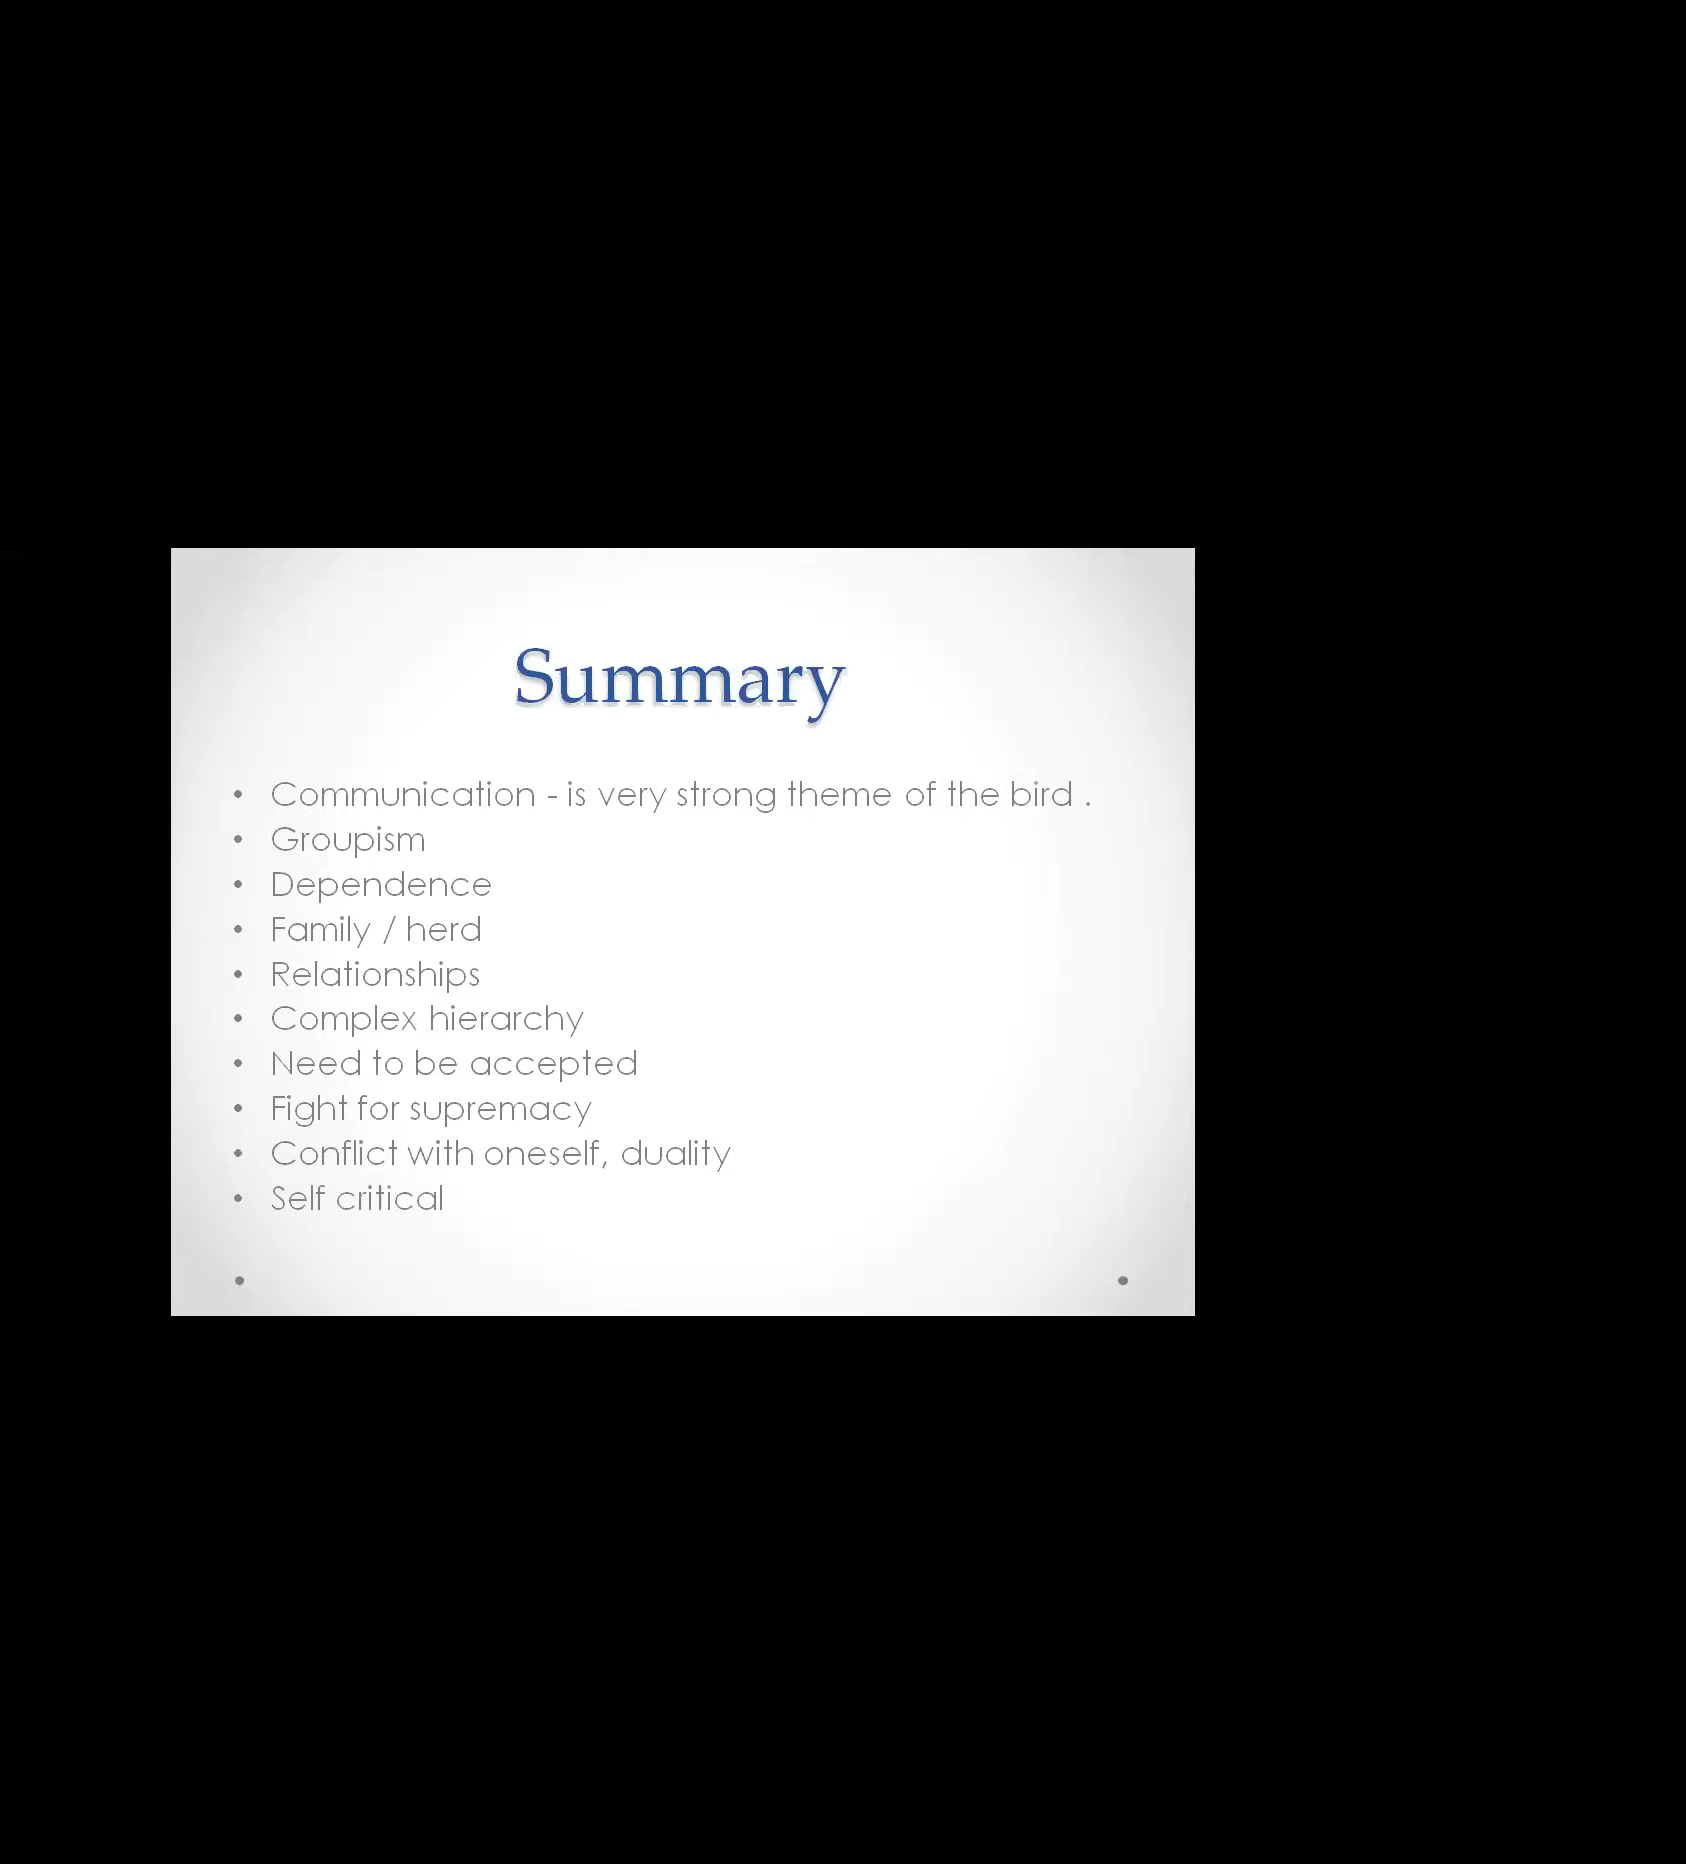 Summary
• Communication - is very strong theme of the bird .
• Groupism
• Dependence
• Family / herd
• Relationships
• Complex hierarchy
• Need to be accepted
• Fight for supremacy
• Conflict with oneself, duality
• Self critical